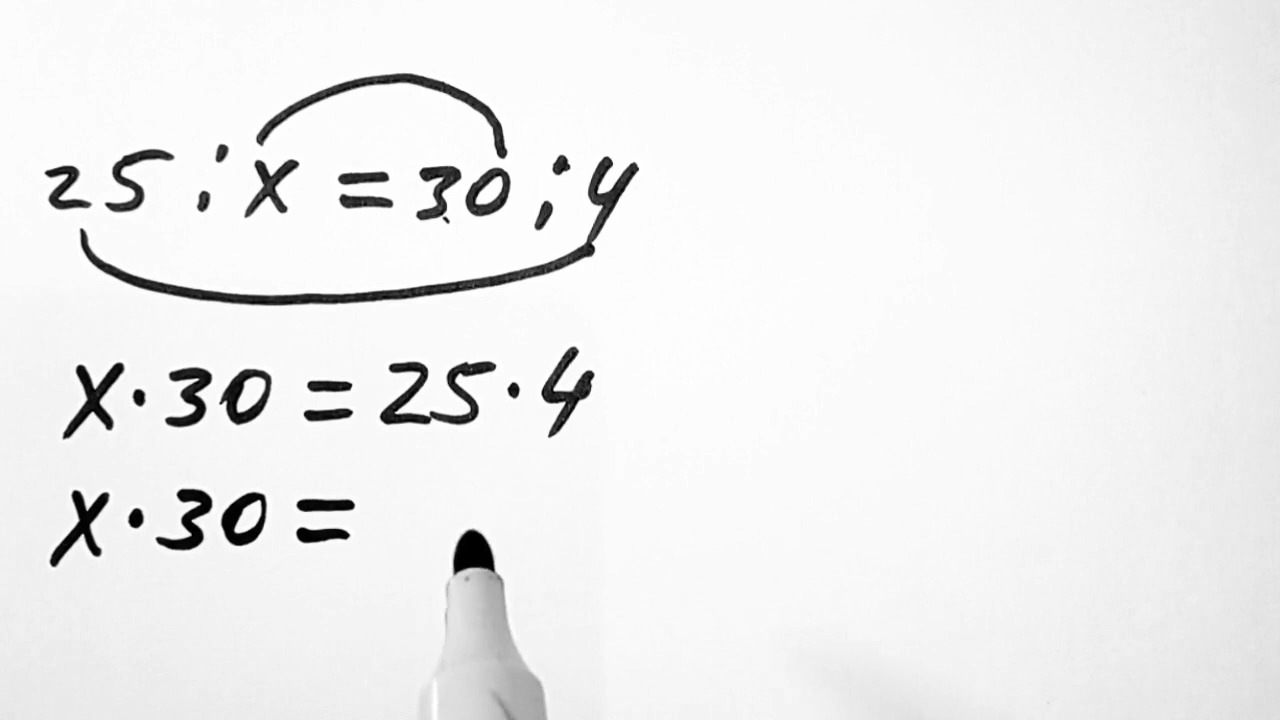 25 : x = 30 : 4
x · 30 = 25 · 4
x · 30 =